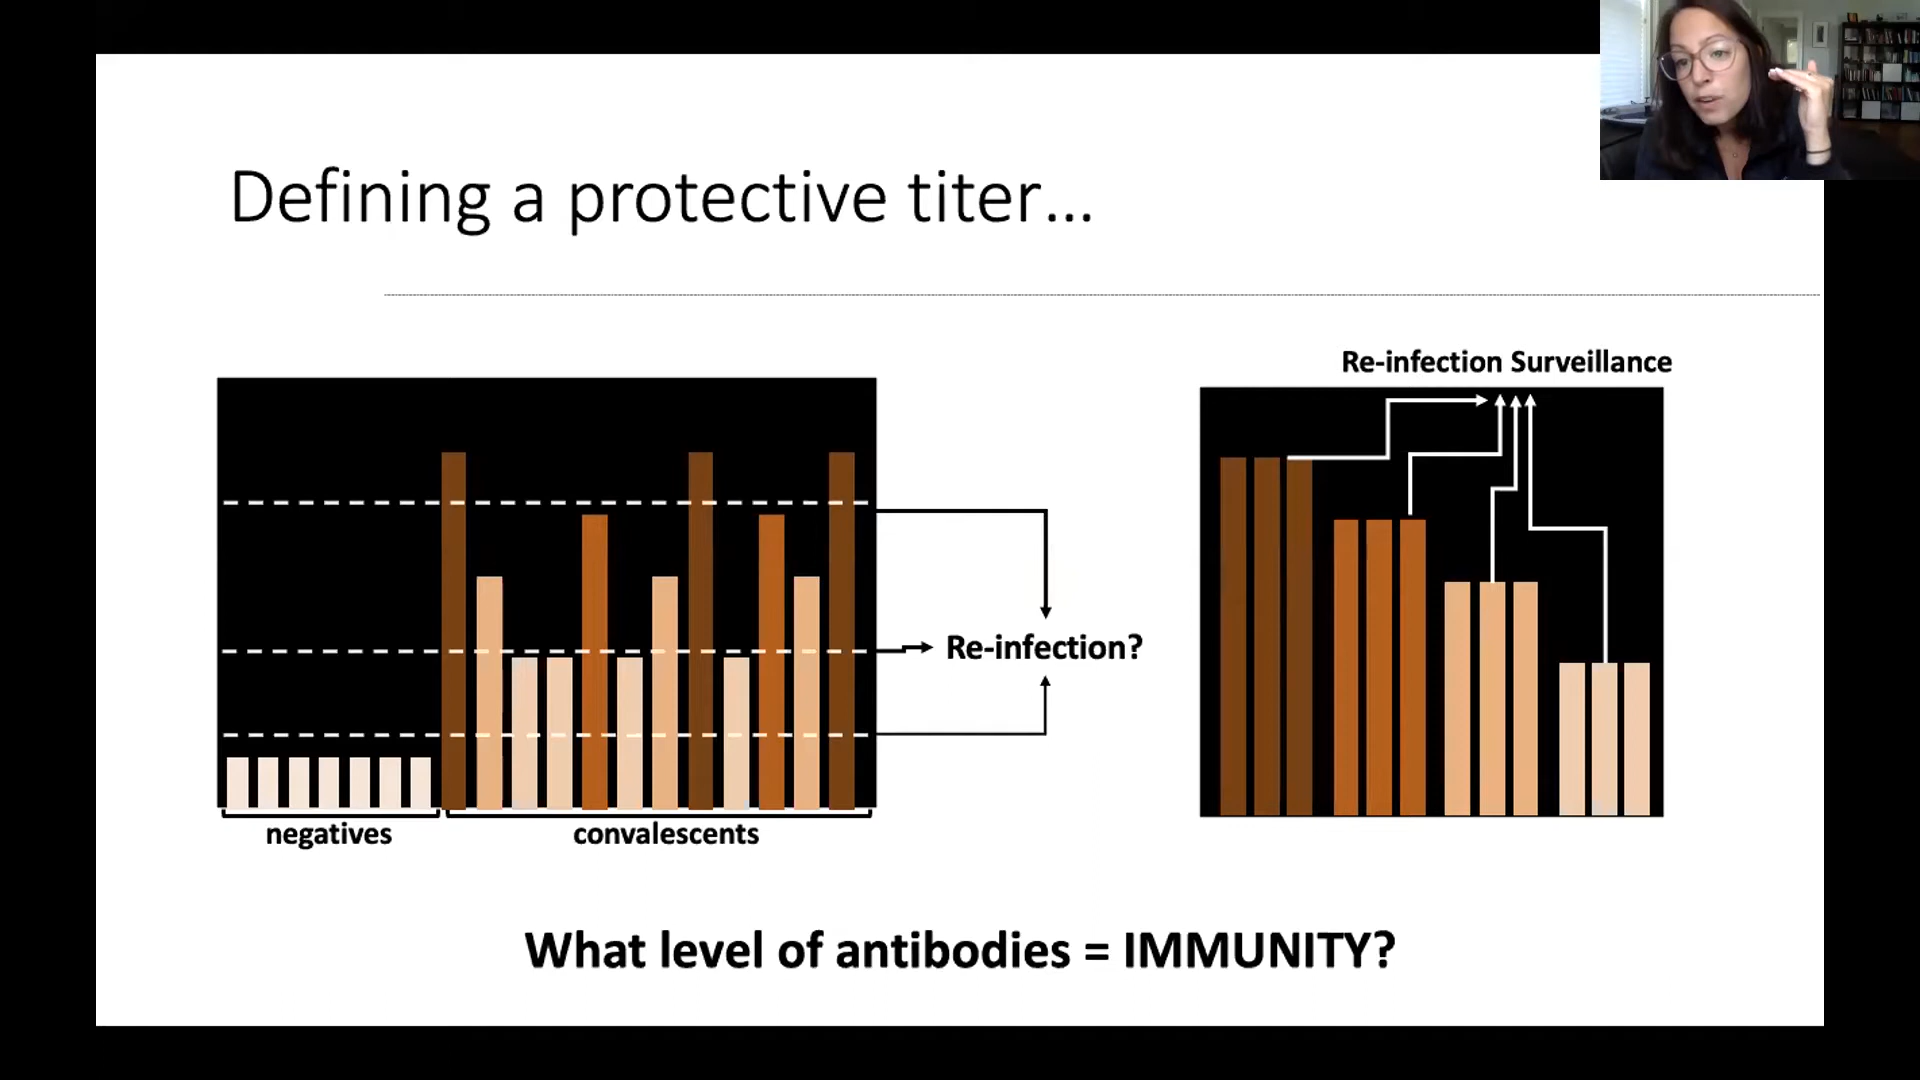 Defining a protective titer...
Re-infection Surveillance
Re-infection?
negatives
convalescents
What level of antibodies = IMMUNITY?